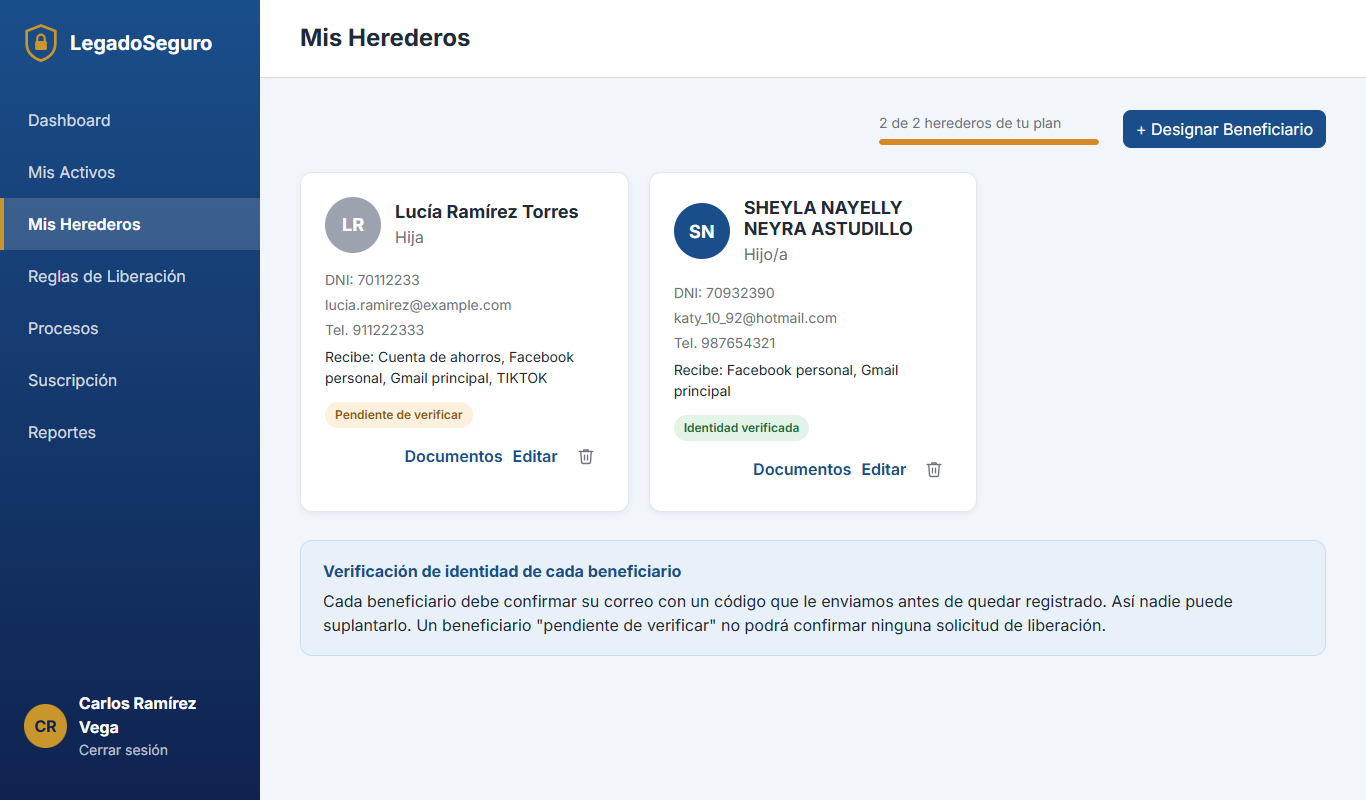 LegadoSeguro
Dashboard
Mis Activos
Mis Herederos
Reglas de Liberación
Procesos
Suscripción
Reportes
CR
Carlos Ramírez
Vega
Cerrar sesión
Mis Herederos
2 de 2 herederos de tu plan
+ Designar Beneficiario
LR
Lucía Ramírez Torres
Hija
DNI: 70112233
lucia.ramirez@example.com
Tel. 911222333
Recibe: Cuenta de ahorros, Facebook
personal, Gmail principal, TIKTOK
Pendiente de verificar
Documentos Editar
SN
SHEYLA NAYELLY
NEYRA ASTUDILLO
Hijo/a
DNI: 70932390
katy_10_92@hotmail.com
Tel. 987654321
Recibe: Facebook personal, Gmail
principal
Identidad verificada
Documentos Editar
Verificación de identidad de cada beneficiario
Cada beneficiario debe confirmar su correo con un código que le enviamos antes de quedar registrado. Así nadie puede
suplantarlo. Un beneficiario "pendiente de verificar" no podrá confirmar ninguna solicitud de liberación.